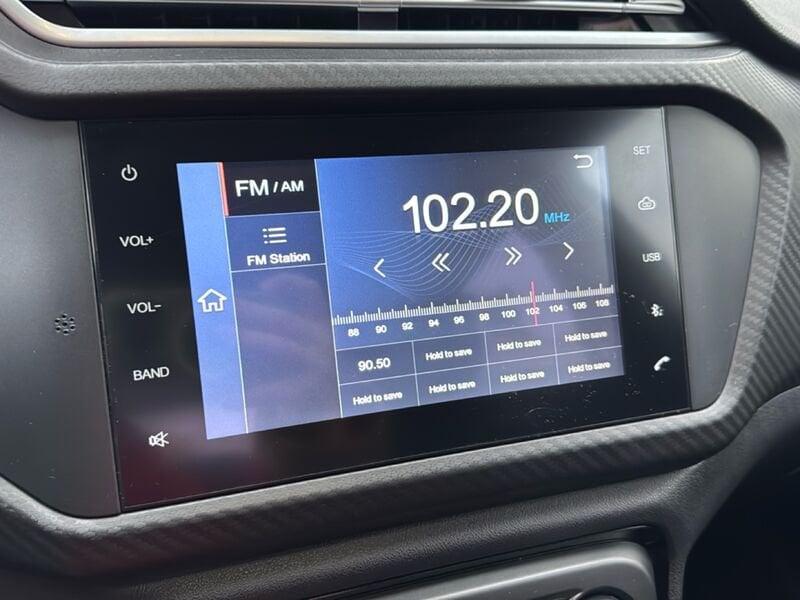 VOL+
VOL-
BAND
FM / AM
FM Station
102.20 MHz
88 90 92 94 96 98 100 102 104 106 108
90.50 Hold to save Hold to save Hold to save
Hold to save Hold to save Hold to save Hold to save
SET
USB